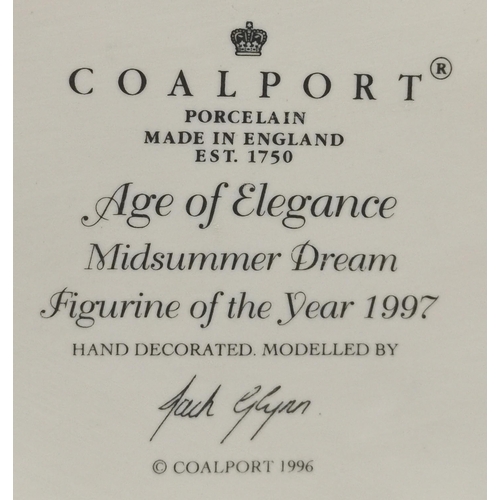 COALPORT®
PORCELAIN
MADE IN ENGLAND
EST. 1750
Age of Elegance
Midsummer Dream
Figurine of the Year 1997
HAND DECORATED. MODELLED BY
Jack Glynn.
© COALPORT 1996